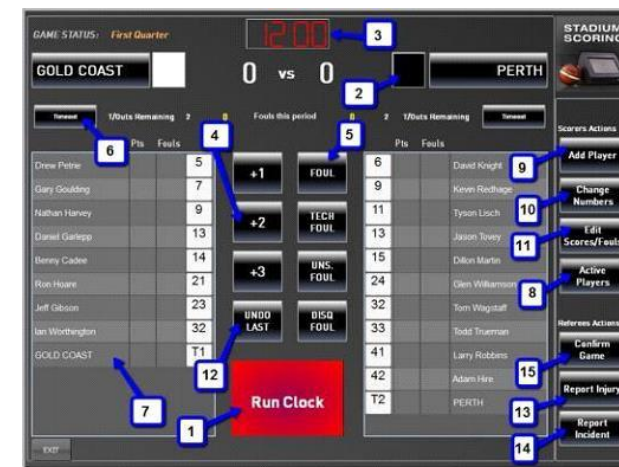 GAME STATUS: First Quarter
12:00
3
STADIUM
SCORING
GOLD COAST
0 vs 0
PERTH
2
Timeout
T/Outs Remaining 2 0 Fouls this period 0 2 T/Outs Remaining
Timeout
6
4
5
Scorers Actions
Pts Fouls
Pts Fouls
Drew Petrie 5
Gary Goulding 7
Nathan Harvey 9
Daniel Garlepp 13
Benny Cadee 14
Ron Hoare 21
Jeff Gibson 23
Ian Worthington 32
GOLD COAST T1
+1
FOUL
+2
TECH
FOUL
+3
UNS.
FOUL
UNDO
LAST
DISQ
FOUL
12
Run Clock
1
7
6 David Knight
9 Kevin Redhage
11 Tyson Lisch
13 Jason Tovey
15 Dillon Martin
24 Glen Williamson
32 Tom Wagstaff
33 Todd Trueman
41 Larry Robbins
42 Adam Hire
T2 PERTH
9
Add Player
10
Change
Numbers
11
Edit
Scores/Fouls
8
Active
Players
Referees Actions
15
Confirm
Game
13
Report Injury
14
Report
Incident
EXIT